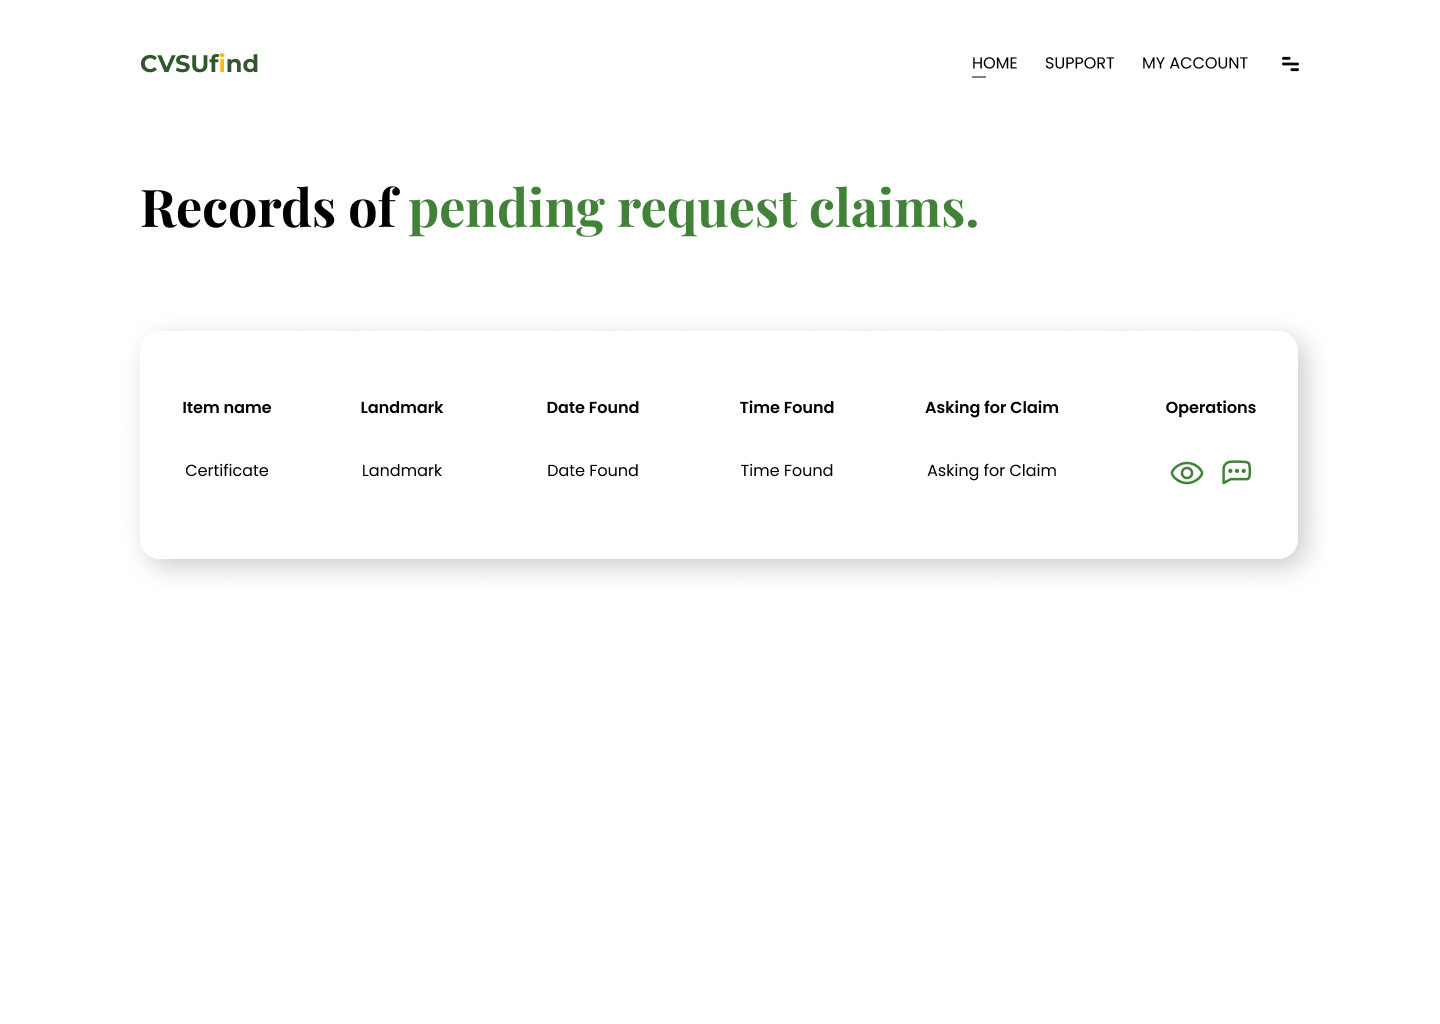 CVSUfind
HOME SUPPORT MY ACCOUNT
Records of pending request claims.
Item name Landmark Date Found Time Found Asking for Claim Operations
Certificate Landmark Date Found Time Found Asking for Claim